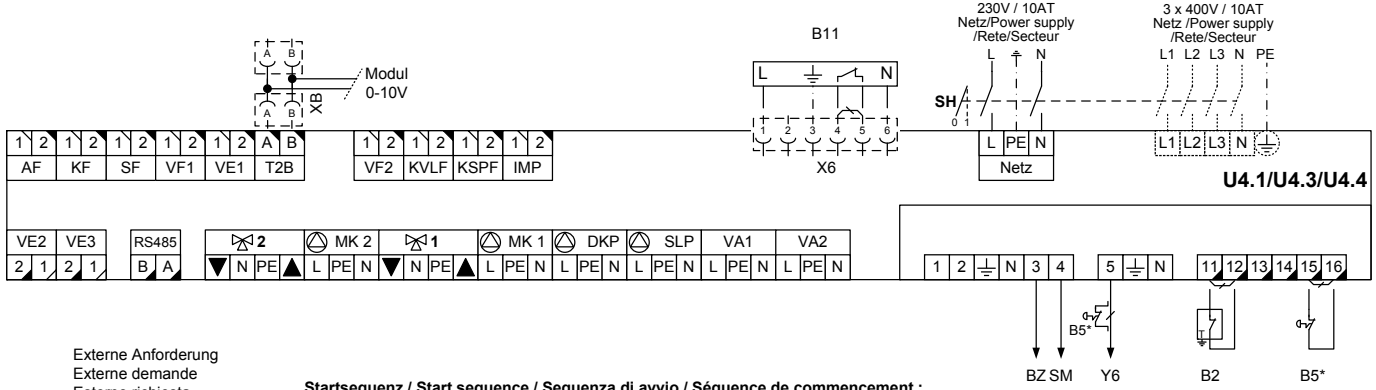 230V / 10AT
Netz/Power supply
/Rete/Secteur
3 x 400V / 10AT
Netz /Power supply
/Rete/Secteur
B11
A B
Modul
0-10V
A B
XB
L N
L N
L1 L2 L3 N PE
SH
0 1
1 2 3 4 5 6
X6
1 2 1 2 1 2 1 2 1 2 A B
AF KF SF VF1 VE1 T2B
1 2 1 2 1 2 1 2
VF2 KVLF KSPF IMP
L PE N
Netz
L1 L2 L3 N
U4.1/U4.3/U4.4
VE2 VE3 RS485 2 MK 2 1 MK 1 DKP SLP VA1 VA2
2 1 2 1 B A N PE L PE N N PE L PE N L PE N L PE N L PE N L PE N
1 2 N 3 4 5 N 11 12 13 14 15 16
B5*
T
BZ SM Y6 B2 B5*
Externe Anforderung
Externe demande
Esterne richiesta
Startsequenz / Start sequence / Sequenza di avvio / Séquence de commencement :